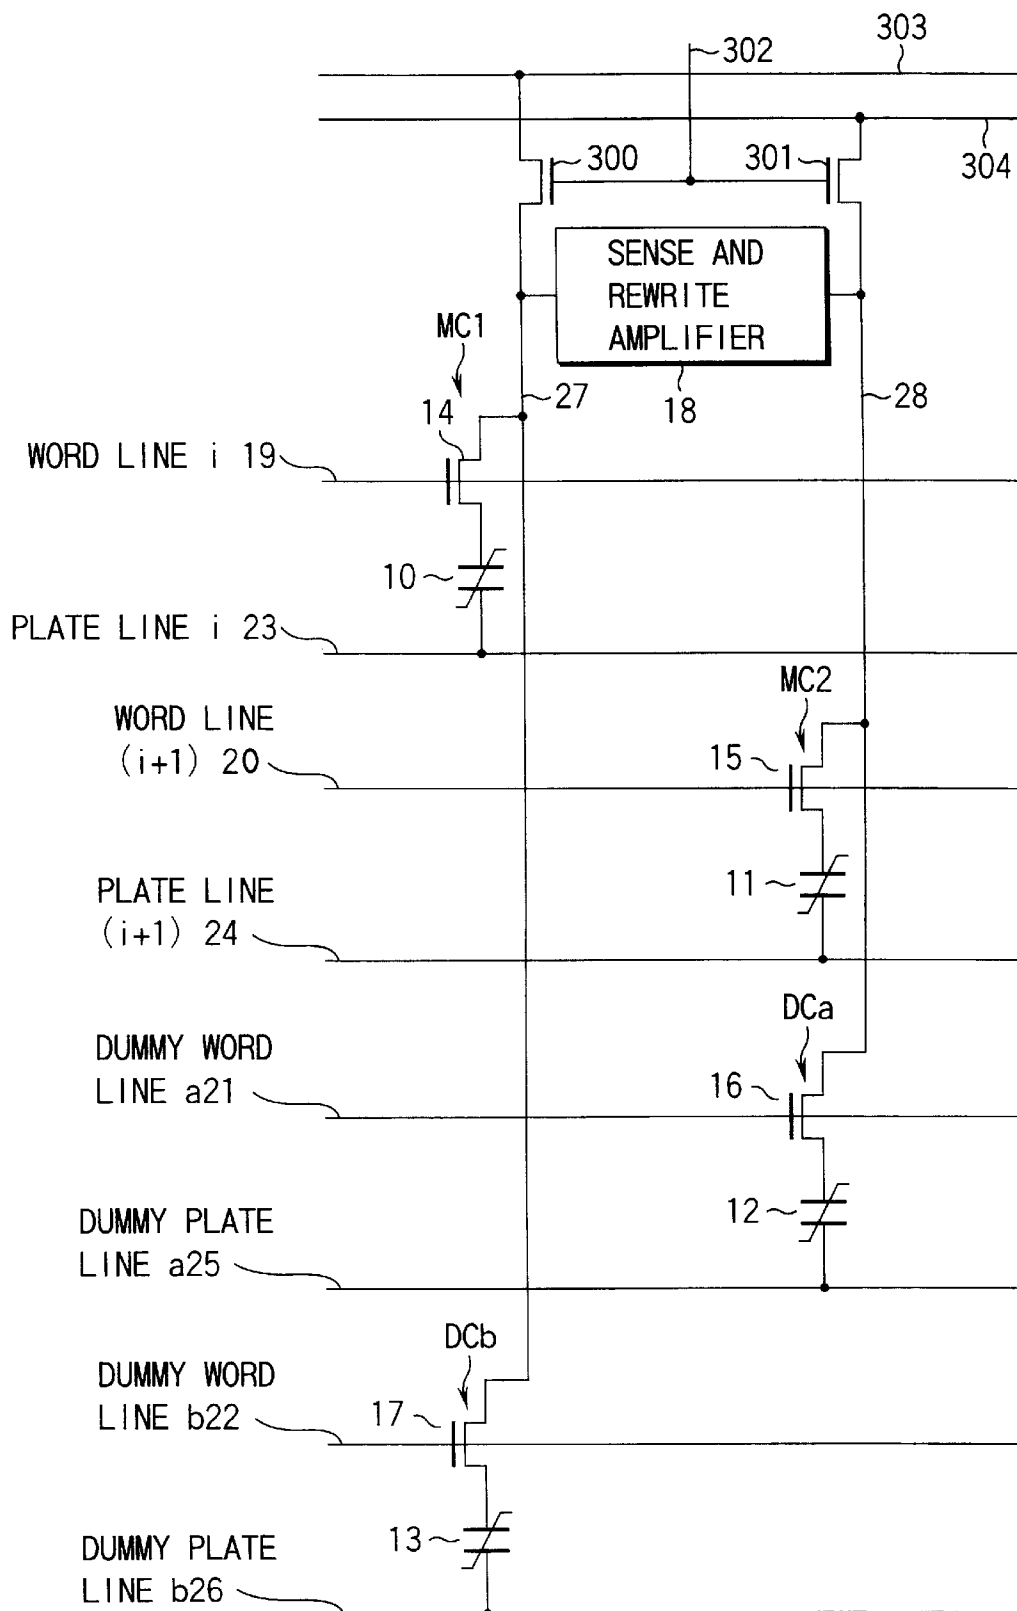 303
302
300
301
304
SENSE AND
REWRITE
AMPLIFIER
MC1
14
27
18
28
WORD LINE i 19
10
PLATE LINE i 23
MC2
WORD LINE
(i+1) 20
15
PLATE LINE
(i+1) 24
11
DCa
DUMMY WORD
LINE a21
16
DUMMY PLATE
LINE a25
12
DCb
DUMMY WORD
LINE b22
17
DUMMY PLATE
LINE b26
13